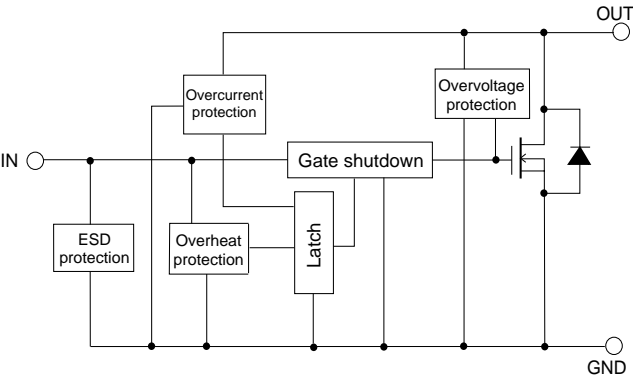 OUT
Overcurrent
protection
Overvoltage
protection
IN
Gate shutdown
ESD
protection
Overheat
protection
Latch
GND